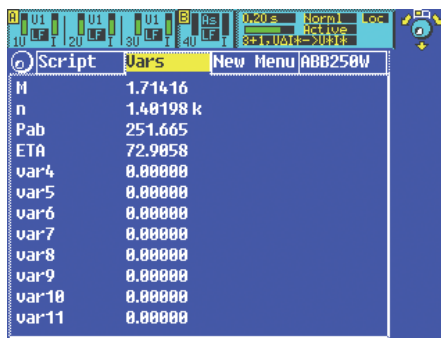 A U1 U1 U1 B As 0.20 s Norml Loc
LF LF LF LF Active
1U I 2U I 3U I 4U I 3+1,U∆I*->U*I*
Script Vars New Menu ABB250W
M 1.71416
n 1.40198 k
Pab 251.665
ETA 72.9058
var4 0.00000
var5 0.00000
var6 0.00000
var7 0.00000
var8 0.00000
var9 0.00000
var10 0.00000
var11 0.00000